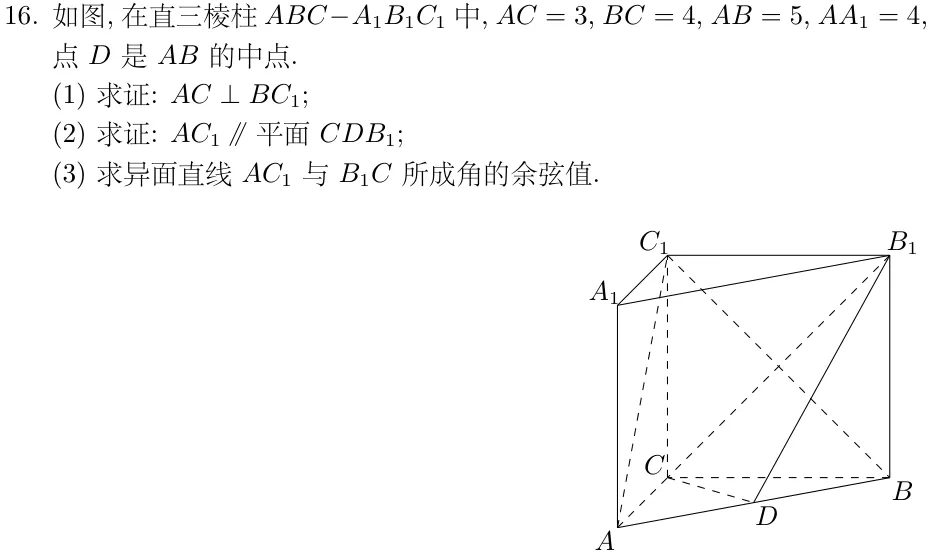 16. 如图, 在直三棱柱 ABC−A₁B₁C₁ 中, AC = 3, BC = 4, AB = 5, AA₁ = 4,
点 D 是 AB 的中点.
(1) 求证: AC ⊥ BC₁;
(2) 求证: AC₁ ∥ 平面 CDB₁;
(3) 求异面直线 AC₁ 与 B₁C 所成角的余弦值.
C₁ B₁
A₁
C
B
D
A